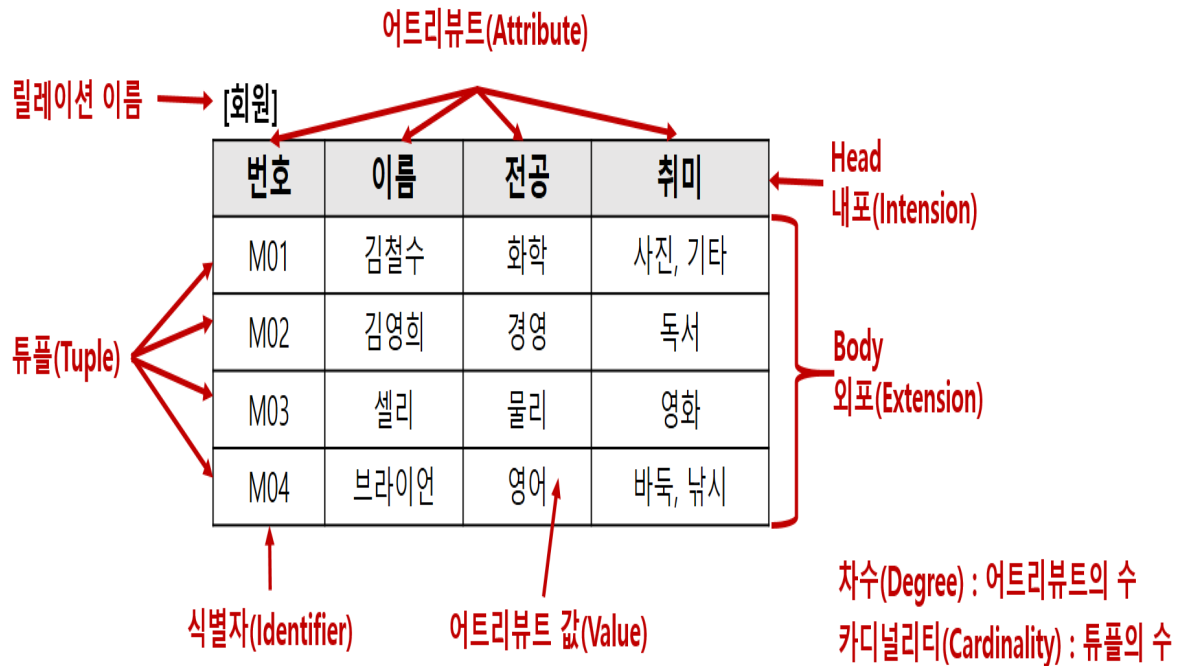 어트리뷰트(Attribute)
릴레이션 이름
[회원]
번호 이름 전공 취미
Head
내포(Intension)
M01 김철수 화학 사진, 기타
M02 김영희 경영 독서
튜플(Tuple)
Body
외포(Extension)
M03 셀리 물리 영화
M04 브라이언 영어 바둑, 낚시
식별자(Identifier)
어트리뷰트 값(Value)
차수(Degree) : 어트리뷰트의 수
카디널리티(Cardinality) : 튜플의 수